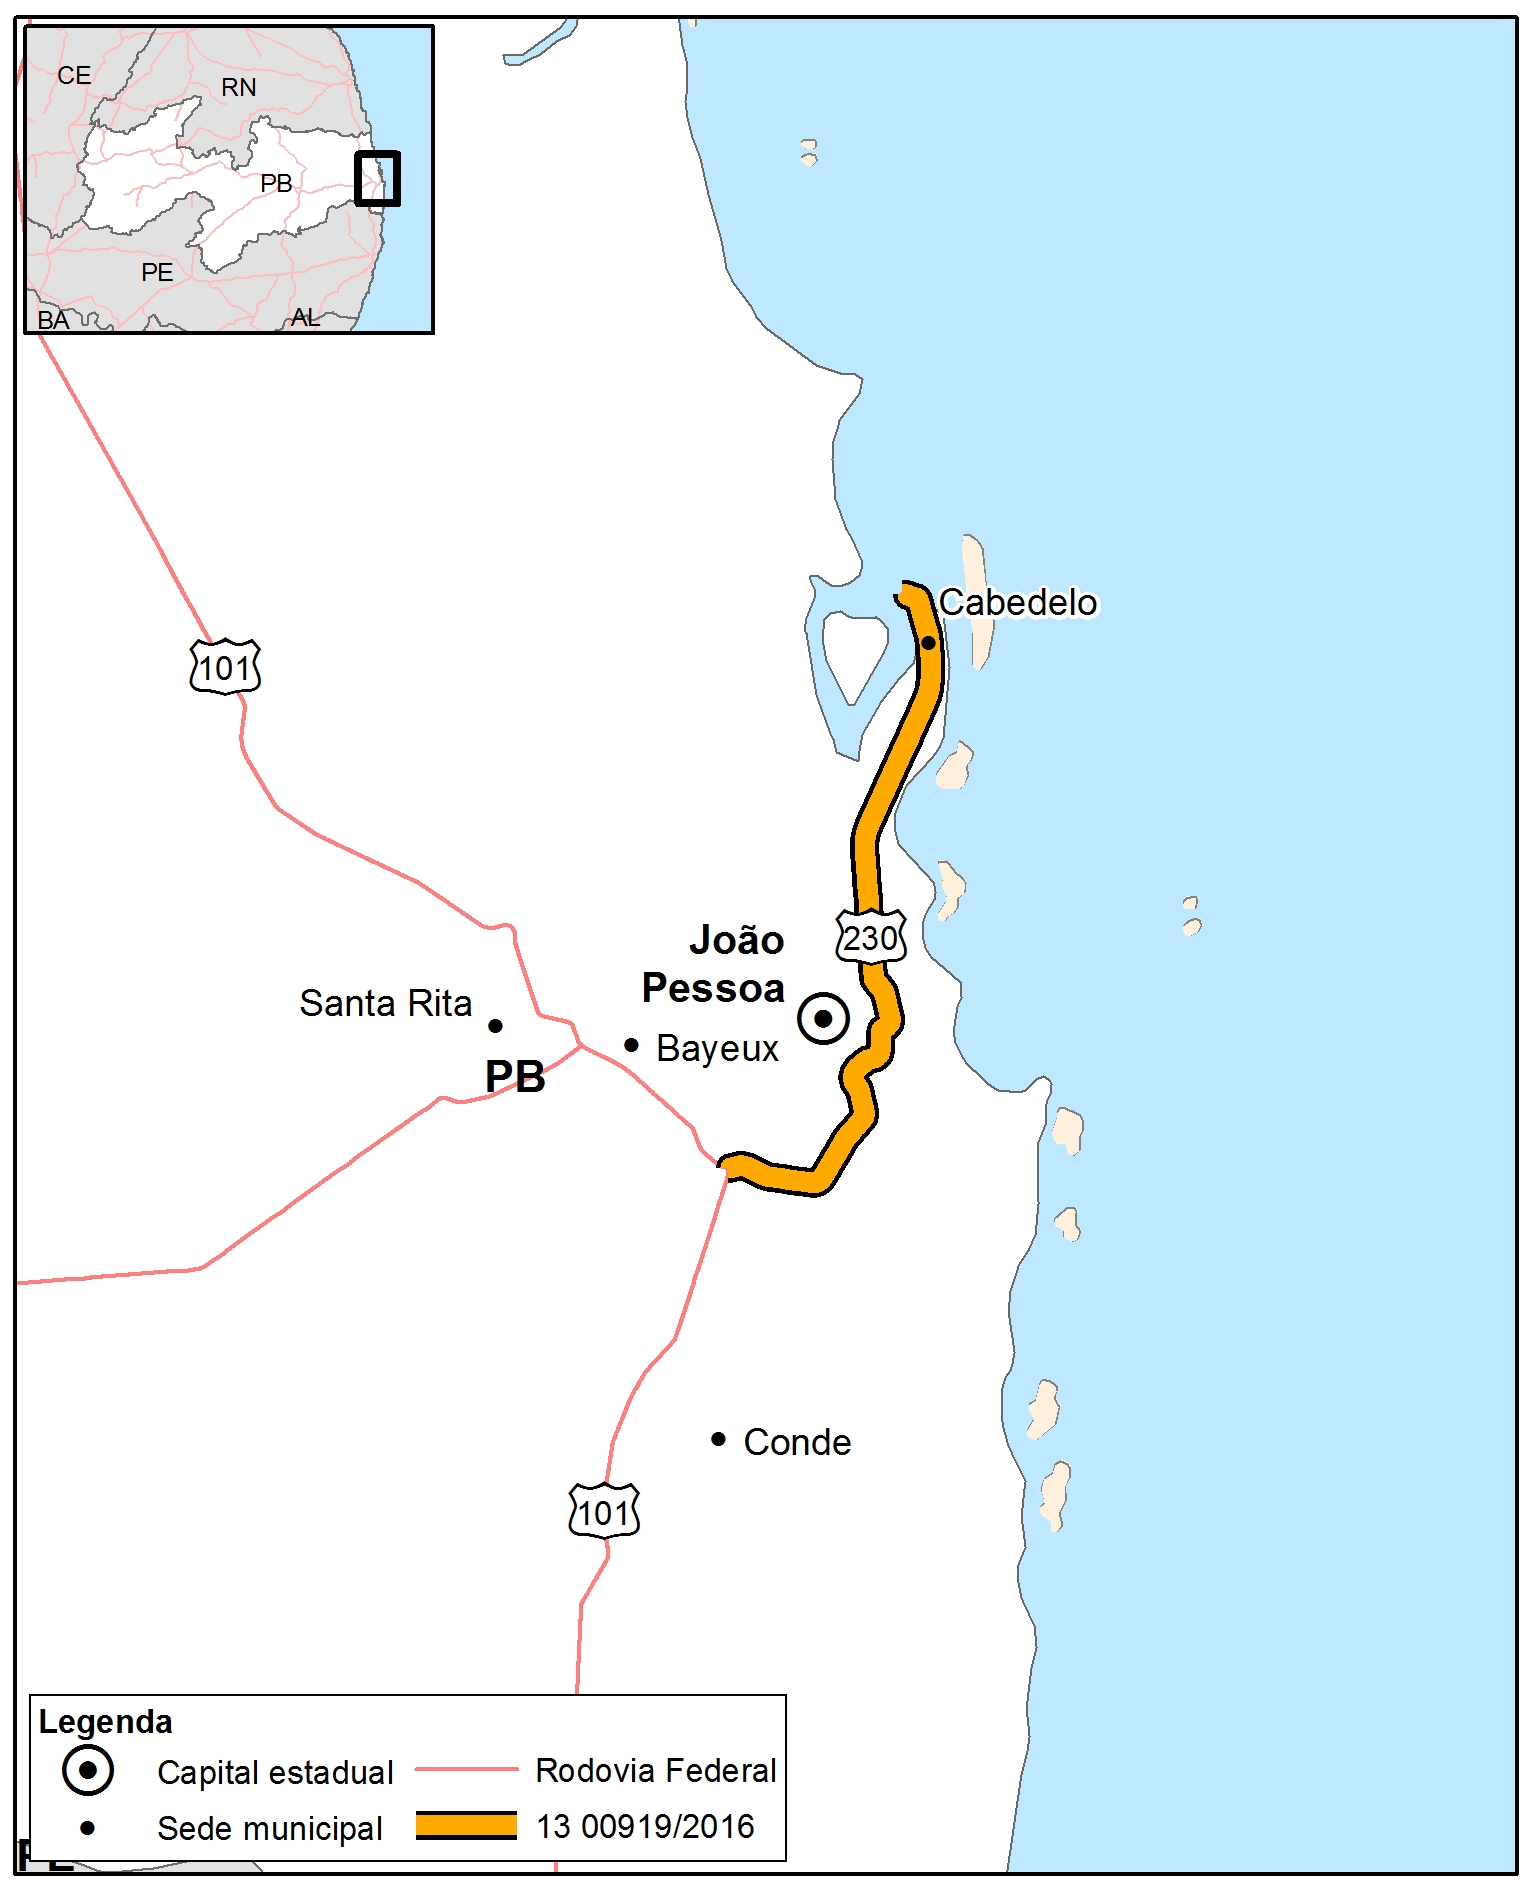 CE
RN
PB
PE
BA
AL
101
Cabedelo
230
João
Pessoa
Santa Rita
Bayeux
PB
Conde
101
Legenda
Capital estadual
Rodovia Federal
Sede municipal
13 00919/2016